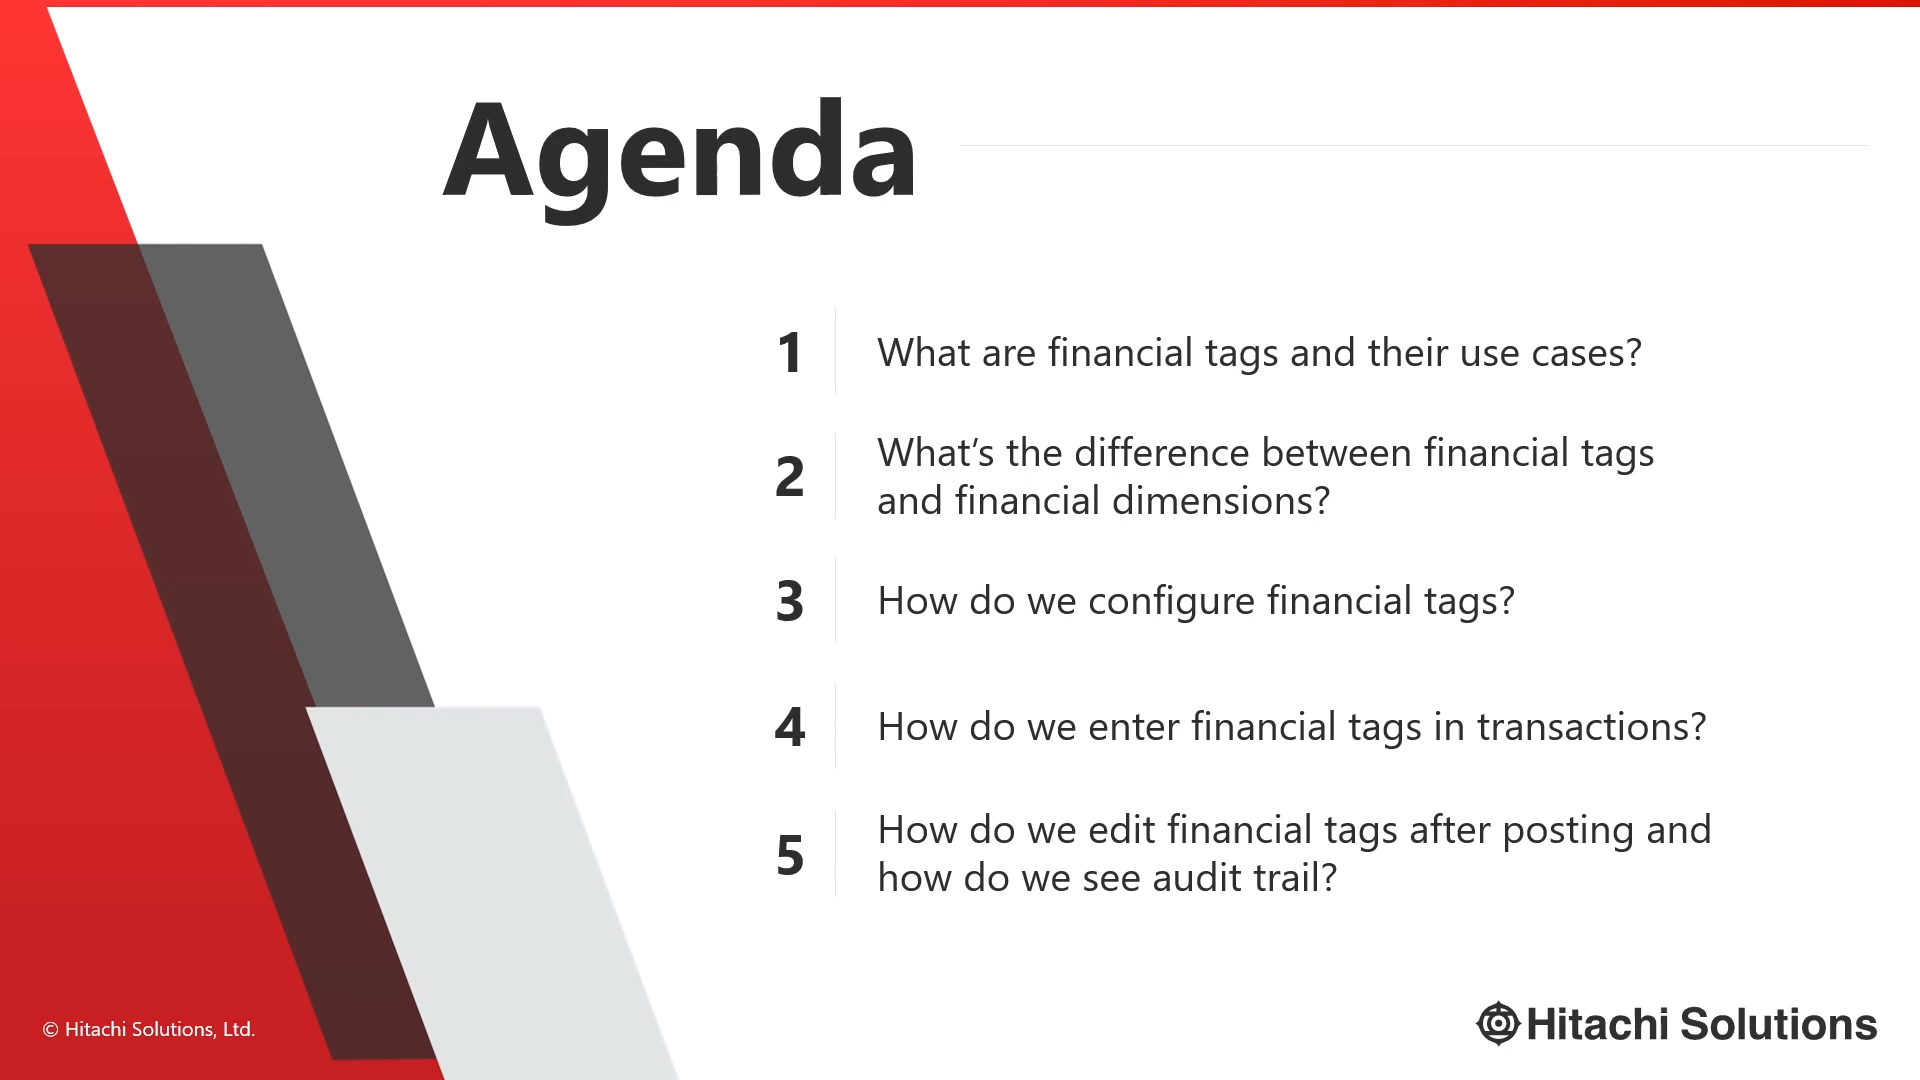 Agenda
1
What are financial tags and their use cases?
2
What’s the difference between financial tags
and financial dimensions?
3
How do we configure financial tags?
4
How do we enter financial tags in transactions?
5
How do we edit financial tags after posting and
how do we see audit trail?
© Hitachi Solutions, Ltd.
Hitachi Solutions